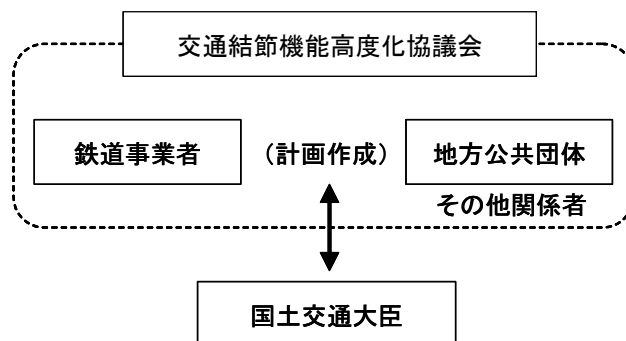 交通結節機能高度化協議会
鉄道事業者
(計画作成)
地方公共団体
その他関係者
国土交通大臣